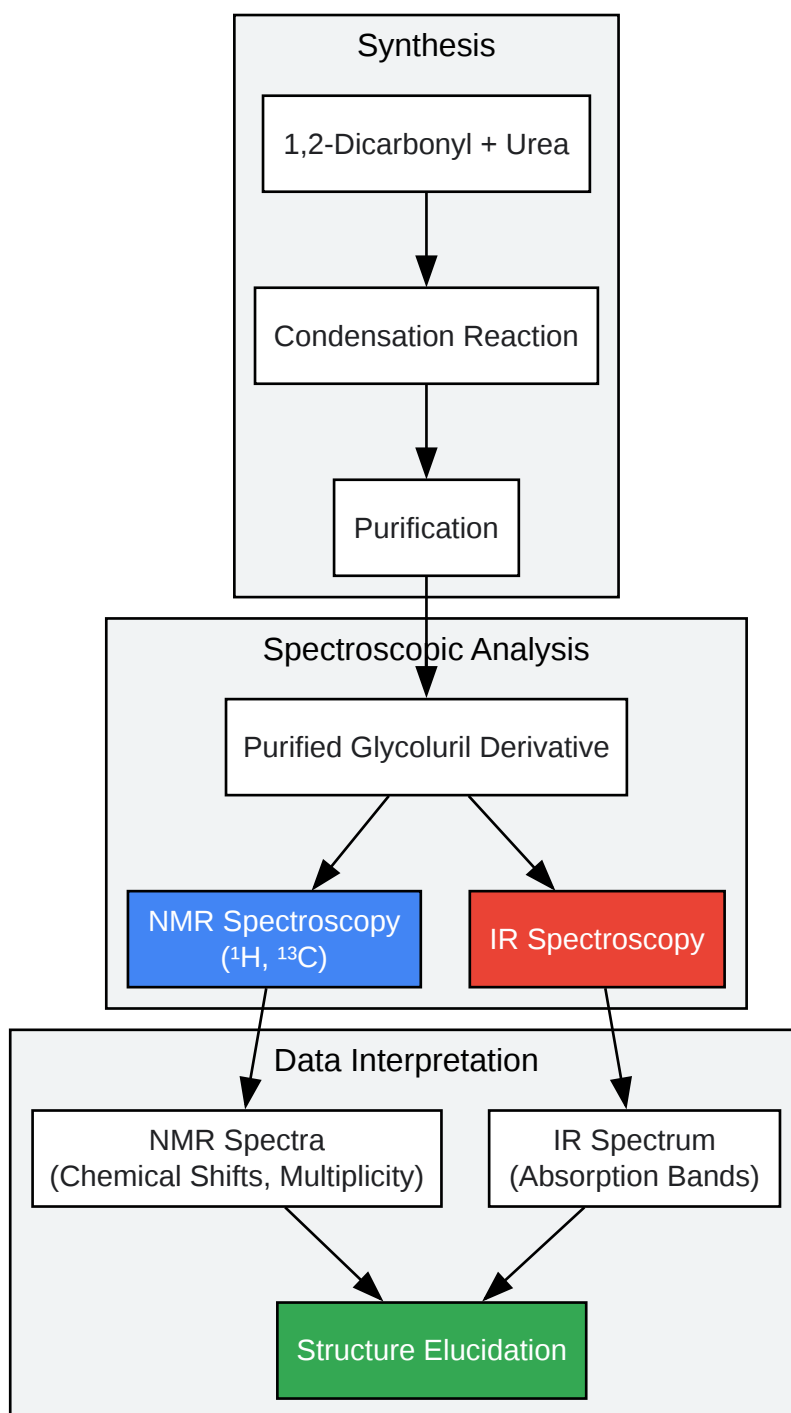 Synthesis
1,2-Dicarbonyl + Urea
Condensation Reaction
Purification
Spectroscopic Analysis
Purified Glycoluril Derivative
NMR Spectroscopy
(¹H, ¹³C)
IR Spectroscopy
Data Interpretation
NMR Spectra
(Chemical Shifts, Multiplicity)
IR Spectrum
(Absorption Bands)
Structure Elucidation